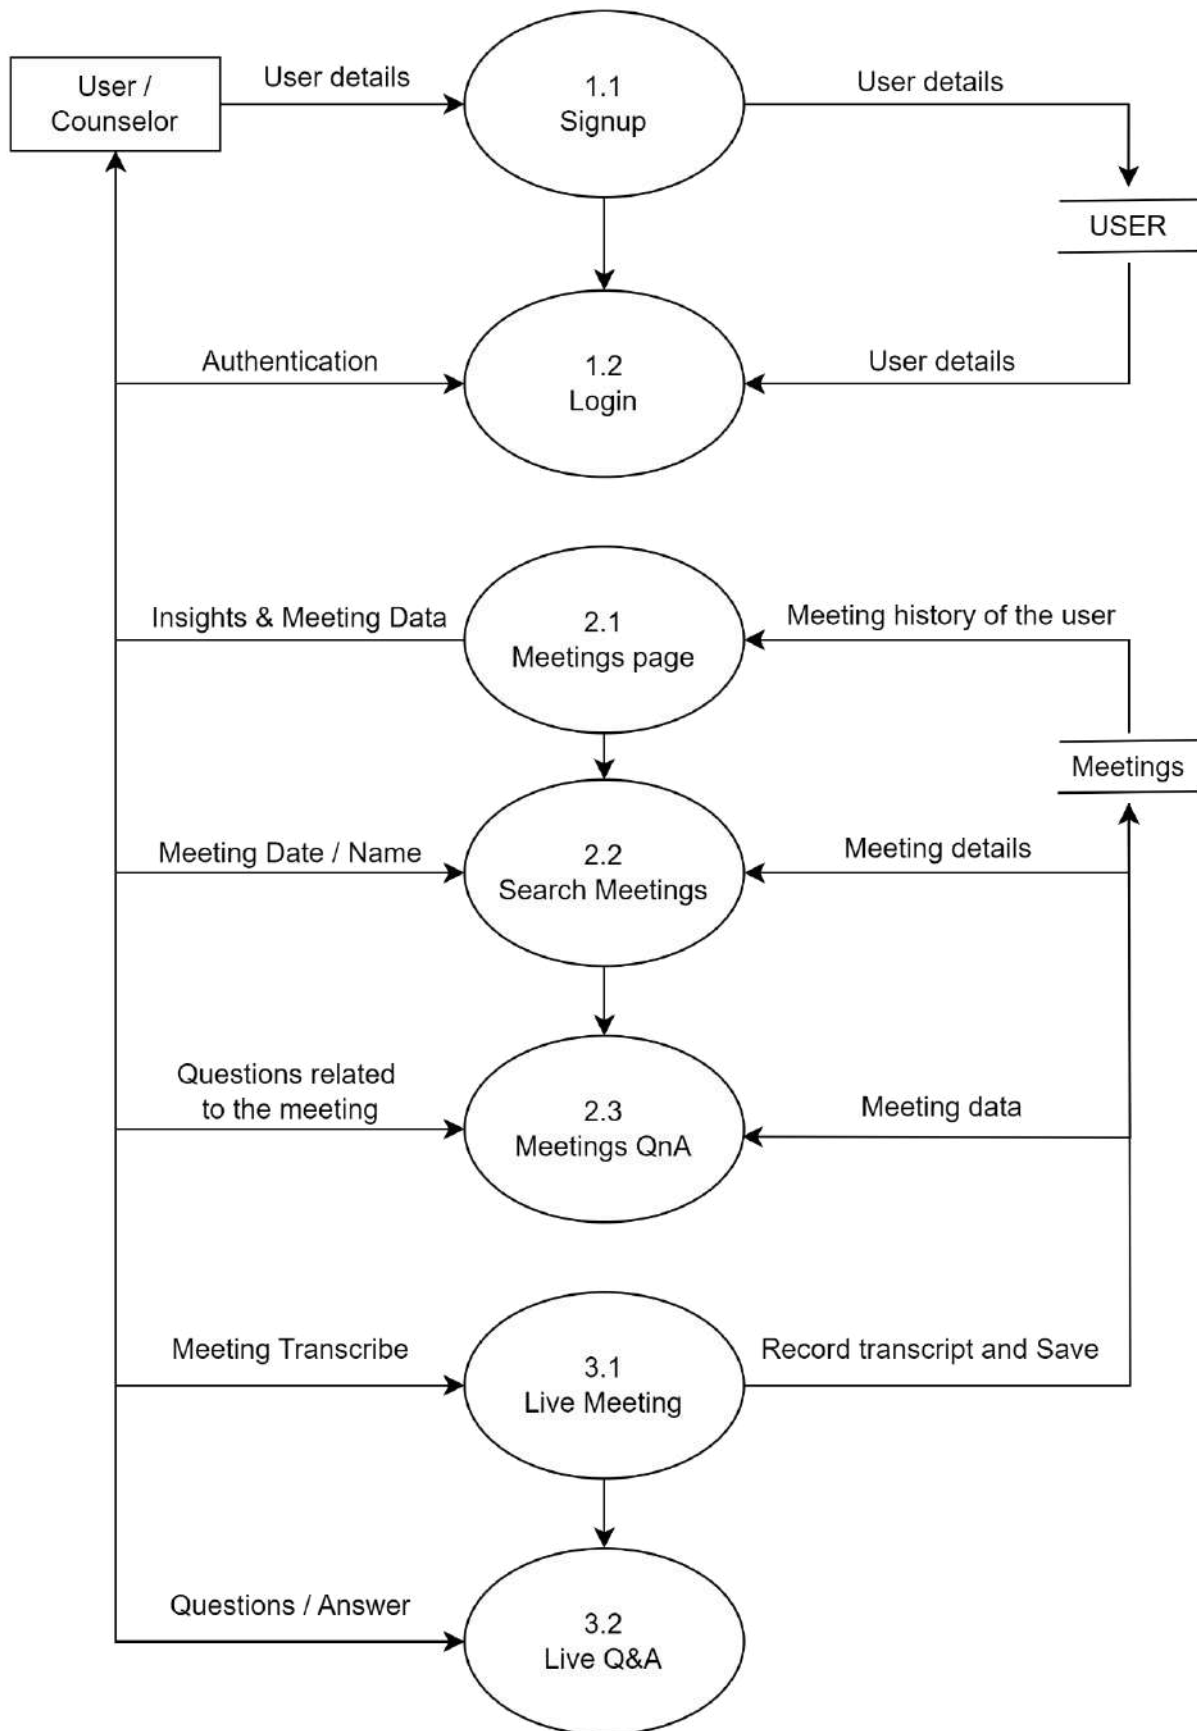 User /
Counselor
User details
1.1
Signup
User details
USER
Authentication
1.2
Login
User details
Insights & Meeting Data
2.1
Meetings page
Meeting history of the user
Meetings
Meeting Date / Name
2.2
Search Meetings
Meeting details
Questions related
to the meeting
2.3
Meetings QnA
Meeting data
Meeting Transcribe
3.1
Live Meeting
Record transcript and Save
Questions / Answer
3.2
Live Q&A